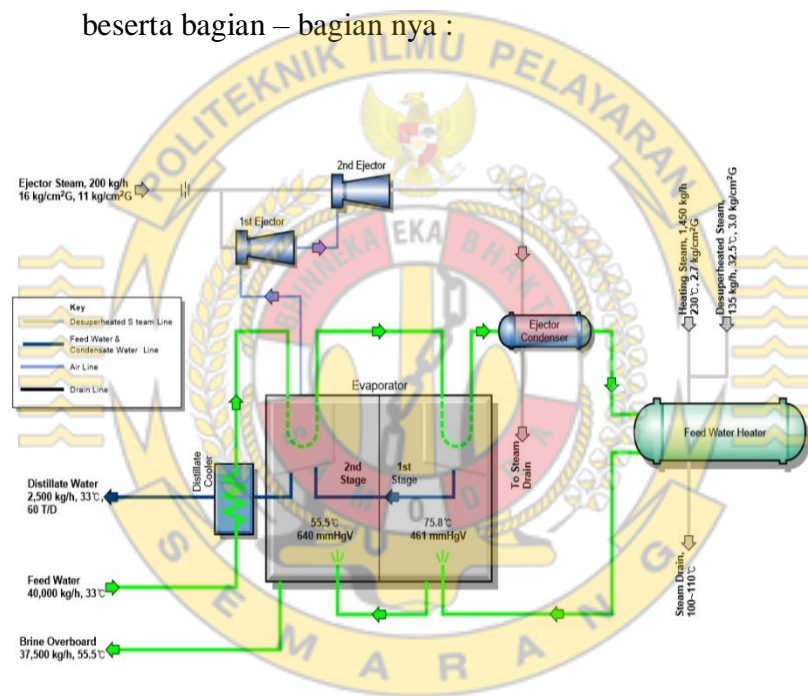 beserta bagian – bagian nya :
POLITEKNIK ILMU PELAYARAN
SEMARANG
BHINNEKA EKA BHAKTI
SAMUDRA
2nd Ejector
Ejector Steam, 200 kg/h
16 kg/cm²G, 11 kg/cm²G
1st Ejector
Heating Steam, 1,450 kg/h
230℃, 2.7 kg/cm²G
Desuperheated Steam,
135 kg/h, 32.5℃, 3.0 kg/cm²G
Key
Desuperheated S team Line
Feed Water &
Condensate Water Line
Air Line
Drain Line
Ejector
Condenser
Evaporator
Feed Water Heater
Distillate
Cooler
2nd
Stage
1st
Stage
To Steam
Drain
Distillate Water
2,500 kg/h, 33℃,
60 T/D
55.5℃
640 mmHgV
75.8℃
461 mmHgV
Feed Water
40,000 kg/h, 33℃
Steam Drain,
100~110℃
Brine Overboard
37,500 kg/h, 55.5℃